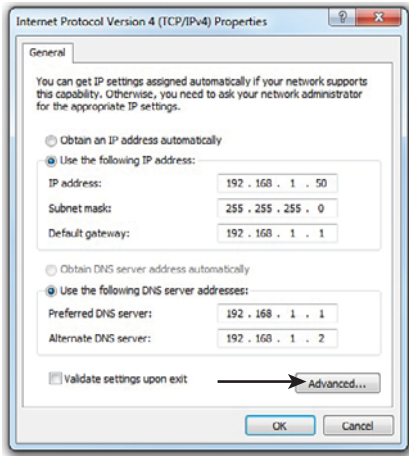 Internet Protocol Version 4 (TCP/IPv4) Properties
General
You can get IP settings assigned automatically if your network supports
this capability. Otherwise, you need to ask your network administrator
for the appropriate IP settings.
Obtain an IP address automatically
Use the following IP address:
IP address: 192 . 168 . 1 . 50
Subnet mask: 255 . 255 . 255 . 0
Default gateway: 192 . 168 . 1 . 1
Obtain DNS server address automatically
Use the following DNS server addresses:
Preferred DNS server: 192 . 168 . 1 . 1
Alternate DNS server: 192 . 168 . 1 . 2
Validate settings upon exit Advanced...
OK Cancel